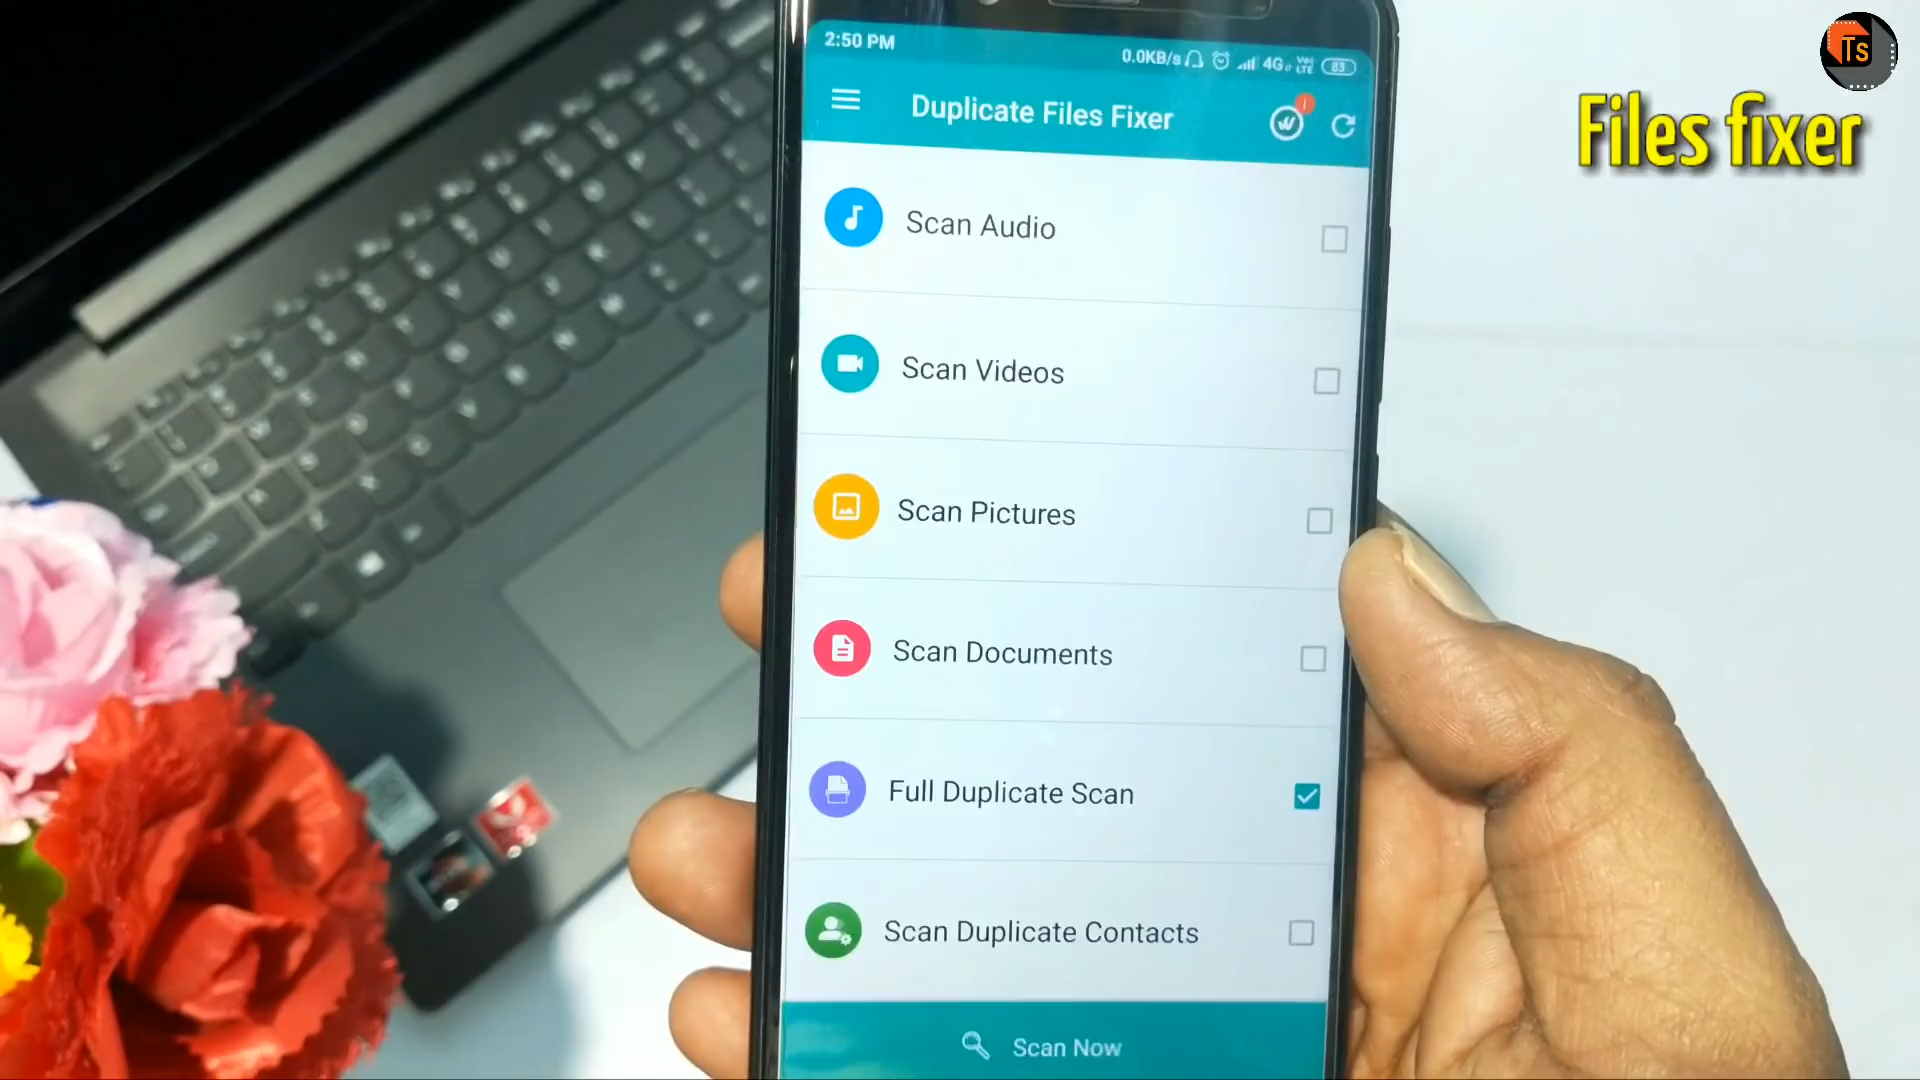 Ts
Files fixer
2:50 PM
0.0KB/s 4G 83
Duplicate Files Fixer
Scan Audio
Scan Videos
Scan Pictures
Scan Documents
Full Duplicate Scan
Scan Duplicate Contacts
Scan Now